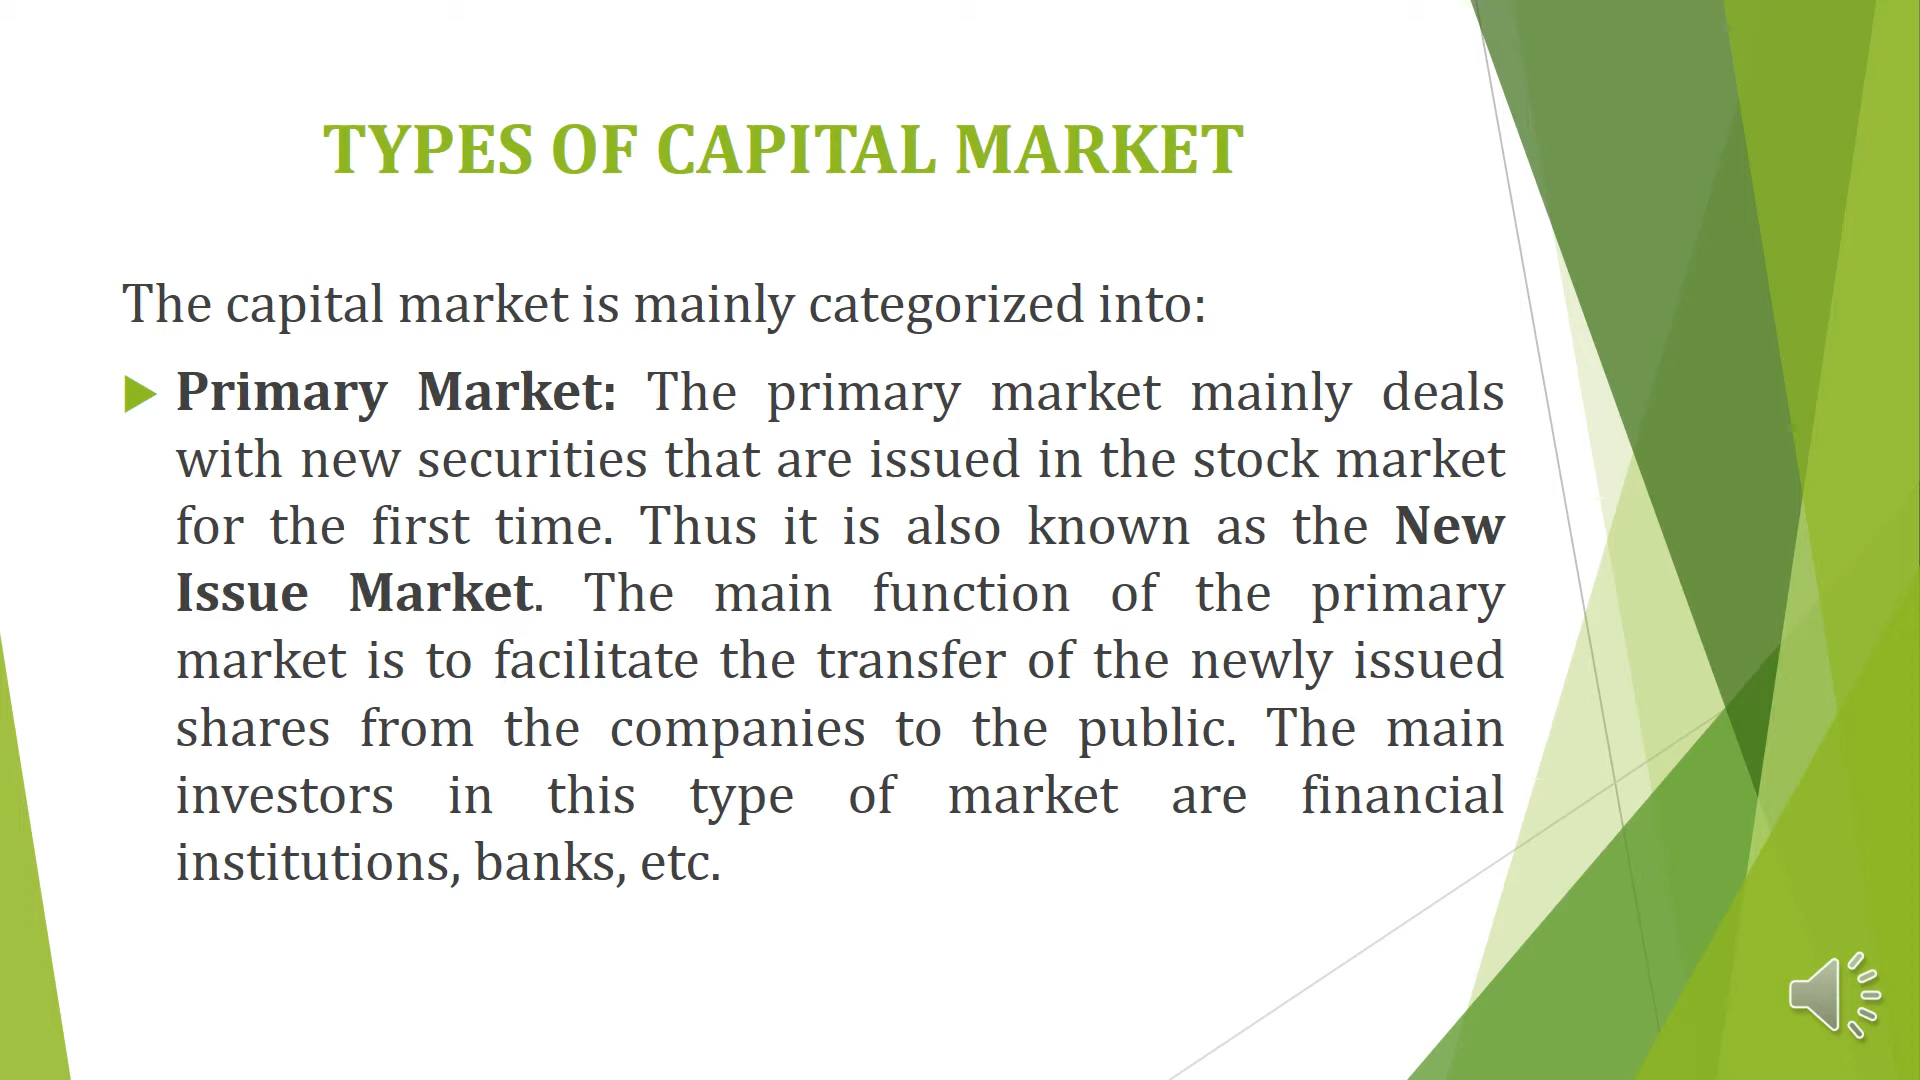 TYPES OF CAPITAL MARKET
The capital market is mainly categorized into:
Primary Market: The primary market mainly deals
with new securities that are issued in the stock market
for the first time. Thus it is also known as the New
Issue Market. The main function of the primary
market is to facilitate the transfer of the newly issued
shares from the companies to the public. The main
investors in this type of market are financial
institutions, banks, etc.